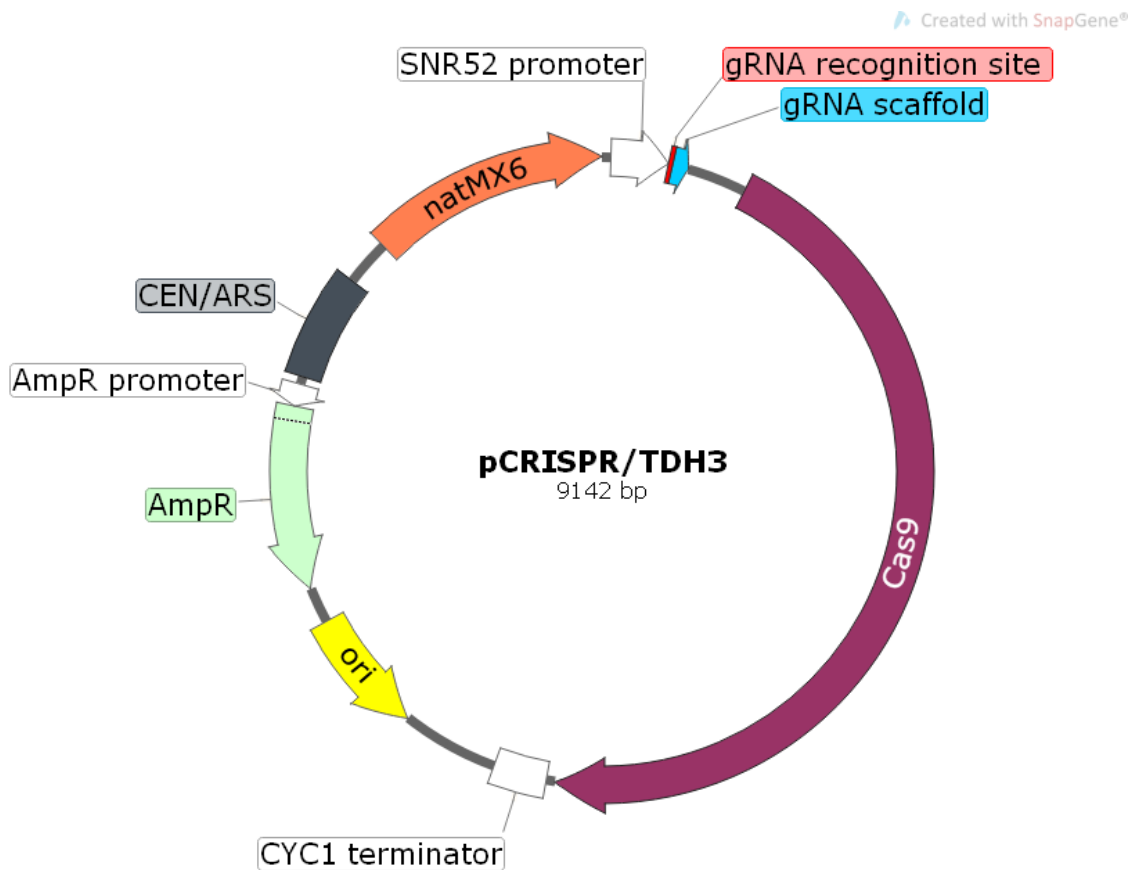 Created with SnapGene®
SNR52 promoter
gRNA recognition site
gRNA scaffold
natMX6
CEN/ARS
AmpR promoter
pCRISPR/TDH3
9142 bp
AmpR
Cas9
ori
CYC1 terminator